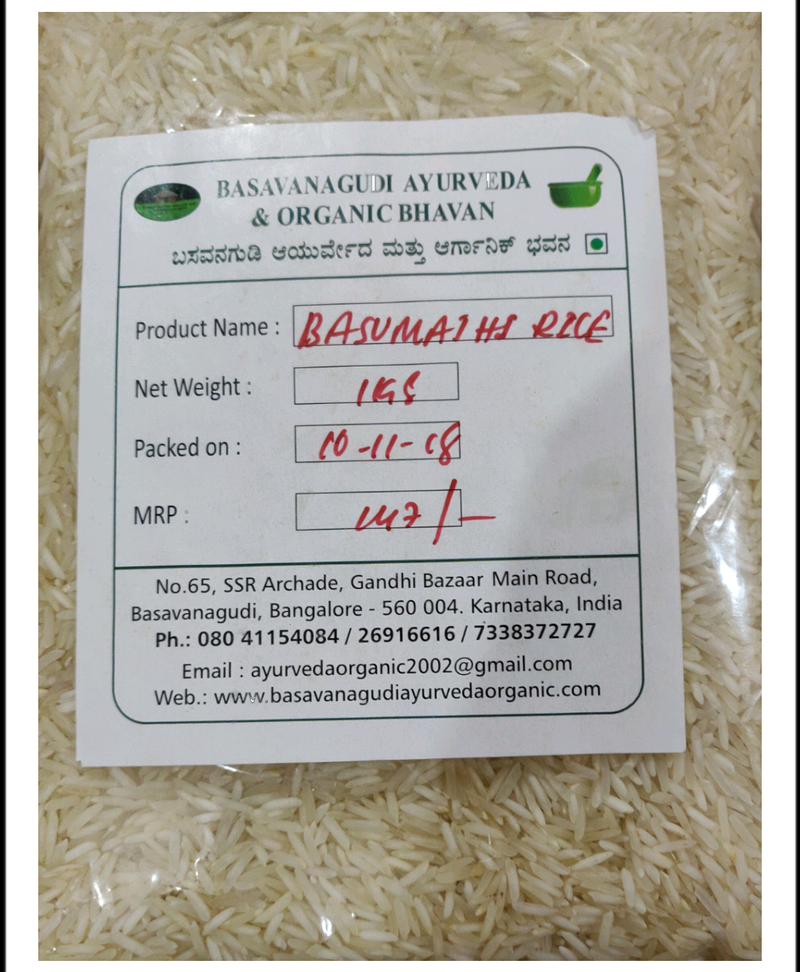 BASAVANAGUDI AYURVEDA
& ORGANIC BHAVAN
ಬಸವನಗುಡಿ ಆಯುರ್ವೇದ ಮತ್ತು ಆರ್ಗಾನಿಕ್ ಭವನ
Product Name : BASUMATHI RICE
Net Weight : 1KG
Packed on : 10-11-18
MRP : 147/-
No.65, SSR Archade, Gandhi Bazaar Main Road,
Basavanagudi, Bangalore - 560 004. Karnataka, India
Ph.: 080 41154084 / 26916616 / 7338372727
Email : ayurvedaorganic2002@gmail.com
Web.: www.basavanagudiayurvedaorganic.com